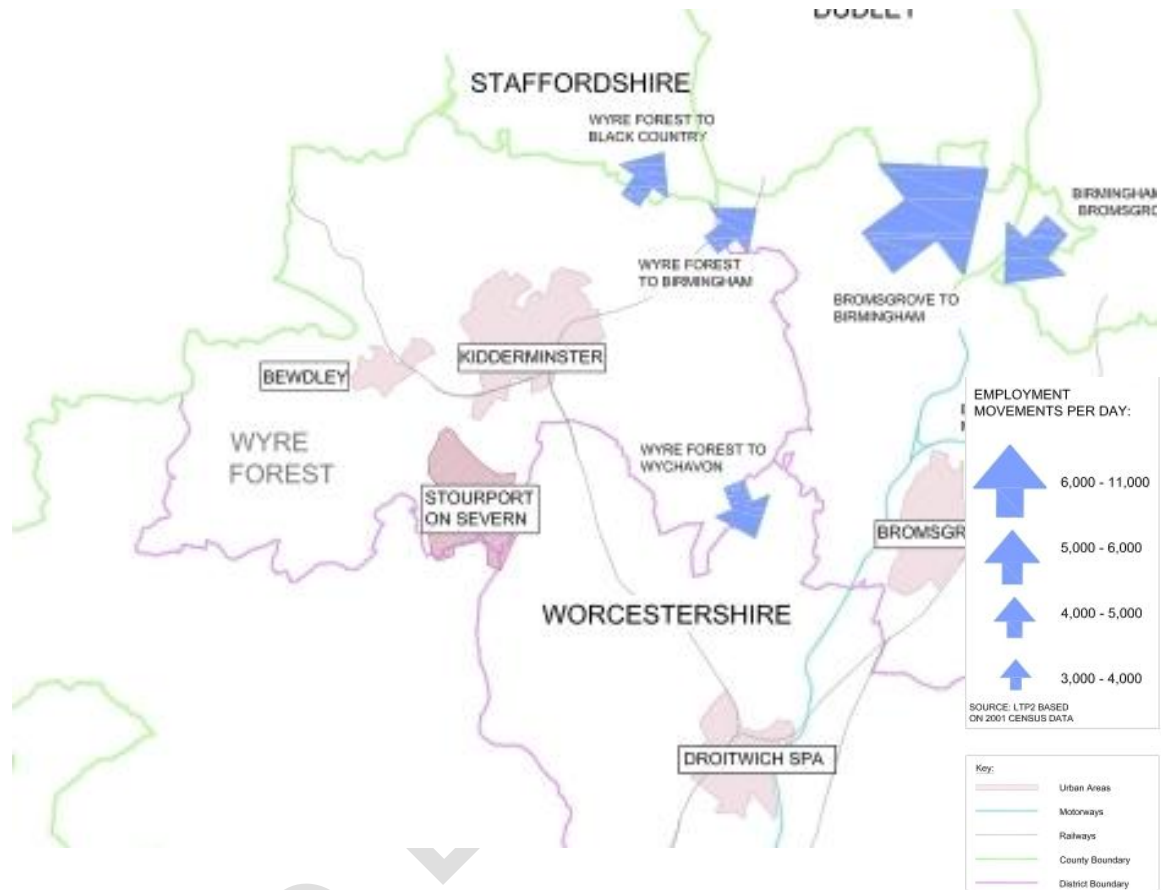 DUDLEY
STAFFORDSHIRE
WYRE FOREST TO
BLACK COUNTRY
BIRMINGHAM
BROMSGRO
WYRE FOREST
TO BIRMINGHAM
BROMSGROVE TO
BIRMINGHAM
KIDDERMINSTER
BEWDLEY
WYRE
FOREST
WYRE FOREST TO
WYCHAVON
STOURPORT
ON SEVERN
BROMSGR
WORCESTERSHIRE
DROITWICH SPA
EMPLOYMENT
MOVEMENTS PER DAY:
6,000 - 11,000
5,000 - 6,000
4,000 - 5,000
3,000 - 4,000
SOURCE: LTP2 BASED
ON 2001 CENSUS DATA
Key:
Urban Areas
Motorways
Railways
County Boundary
District Boundary